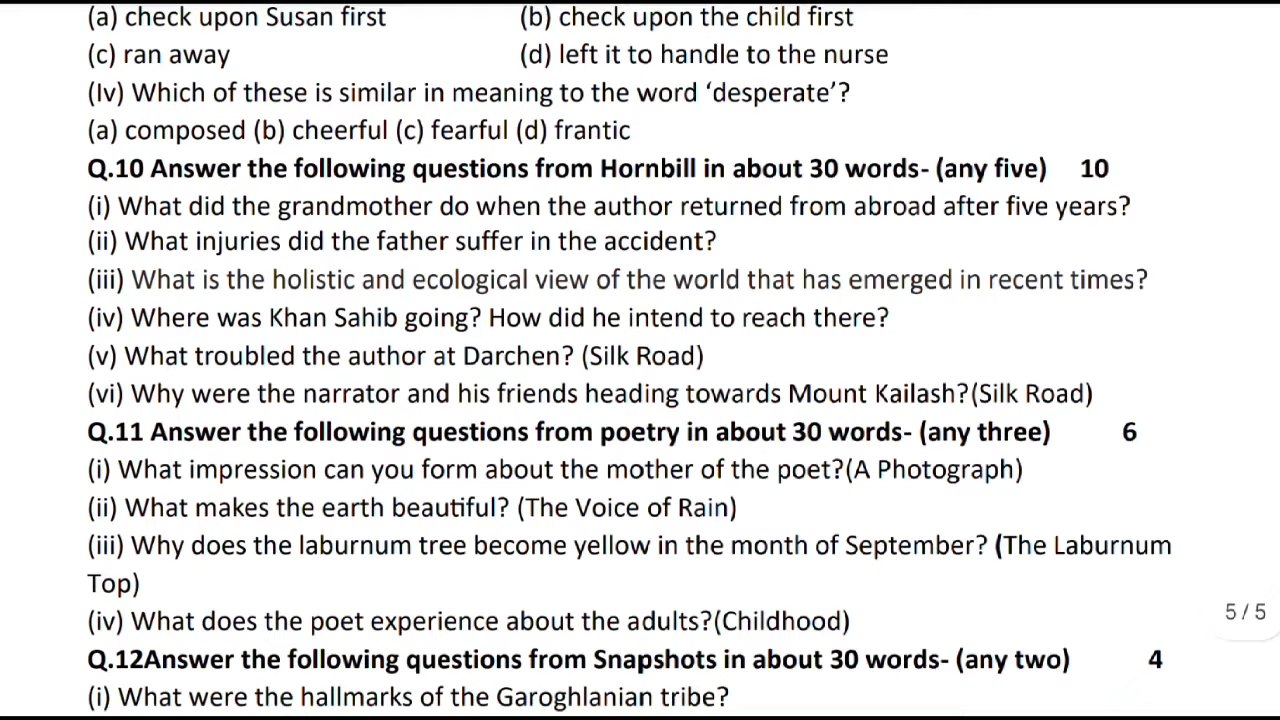 (a) check upon Susan first (b) check upon the child first
(c) ran away (d) left it to handle to the nurse
(Iv) Which of these is similar in meaning to the word ‘desperate’?
(a) composed (b) cheerful (c) fearful (d) frantic
Q.10 Answer the following questions from Hornbill in about 30 words- (any five) 10
(i) What did the grandmother do when the author returned from abroad after five years?
(ii) What injuries did the father suffer in the accident?
(iii) What is the holistic and ecological view of the world that has emerged in recent times?
(iv) Where was Khan Sahib going? How did he intend to reach there?
(v) What troubled the author at Darchen? (Silk Road)
(vi) Why were the narrator and his friends heading towards Mount Kailash?(Silk Road)
Q.11 Answer the following questions from poetry in about 30 words- (any three) 6
(i) What impression can you form about the mother of the poet?(A Photograph)
(ii) What makes the earth beautiful? (The Voice of Rain)
(iii) Why does the laburnum tree become yellow in the month of September? (The Laburnum
Top)
(iv) What does the poet experience about the adults?(Childhood)
5/5
Q.12Answer the following questions from Snapshots in about 30 words- (any two) 4
(i) What were the hallmarks of the Garoghlanian tribe?